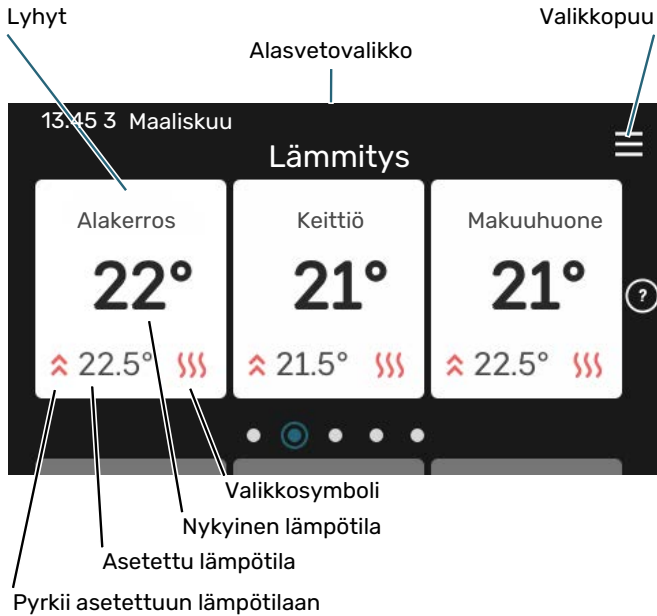 Lyhyt
Valikkopuu
Alasvetovalikko
13.45 3 Maaliskuu
Lämmitys
Alakerros
Keittiö
Makuuhuone
22°
21°
21°
?
22.5°
21.5°
22.5°
Valikkosymboli
Nykyinen lämpötila
Asetettu lämpötila
Pyrkii asetettuun lämpötilaan